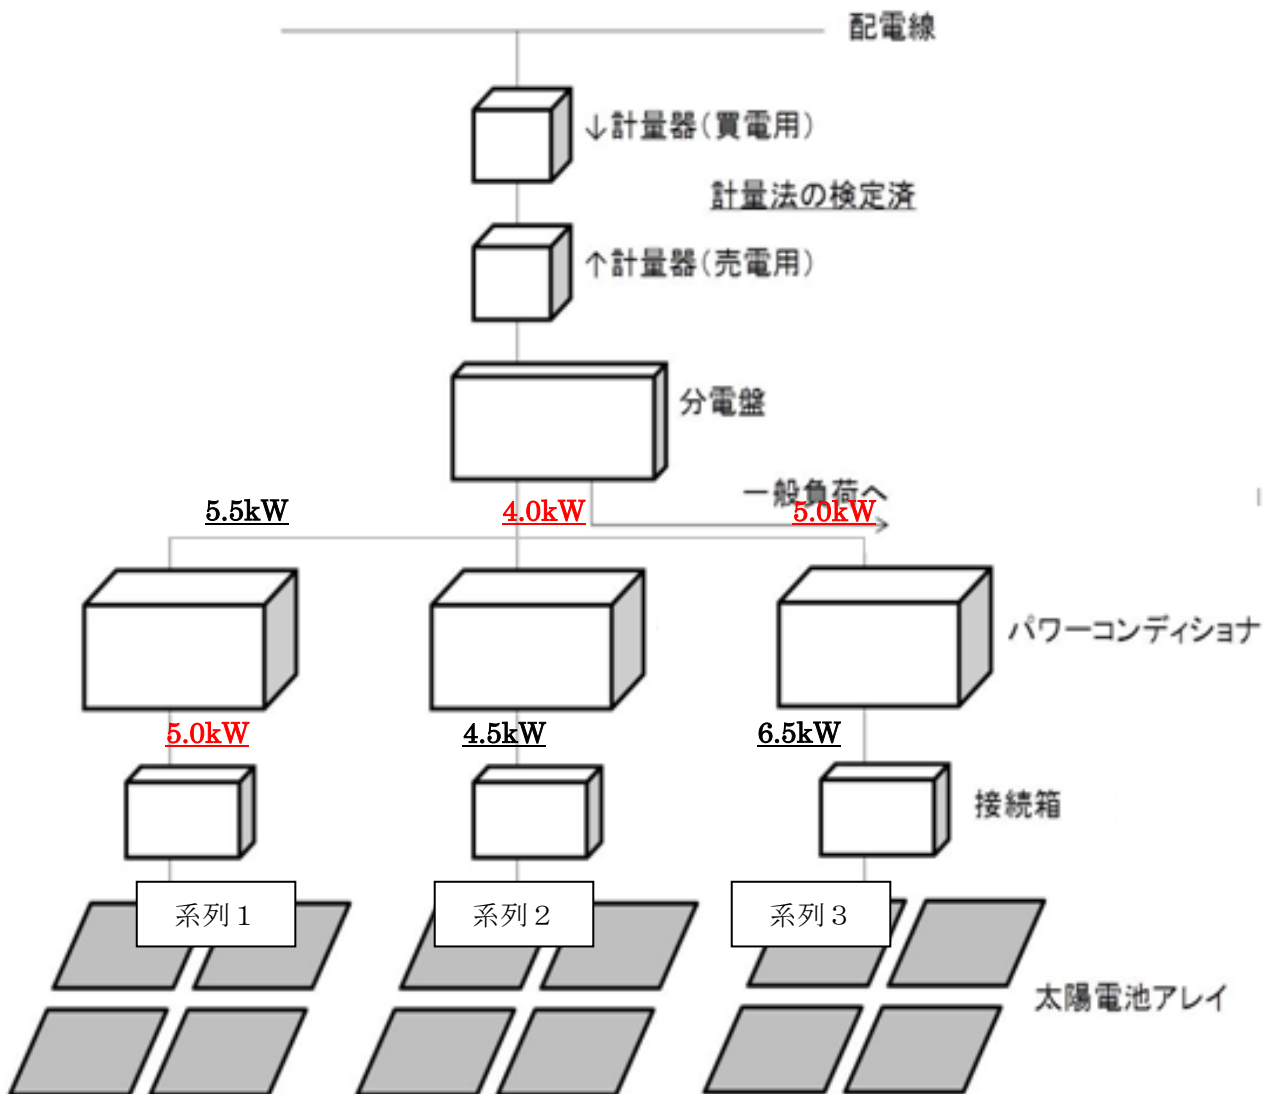 配電線
↓計量器(買電用)
計量法の検定済
↑計量器(売電用)
分電盤
一般負荷へ
5.5kW
4.0kW
5.0kW
パワーコンディショナ
5.0kW
4.5kW
6.5kW
接続箱
系列1
系列2
系列3
太陽電池アレイ